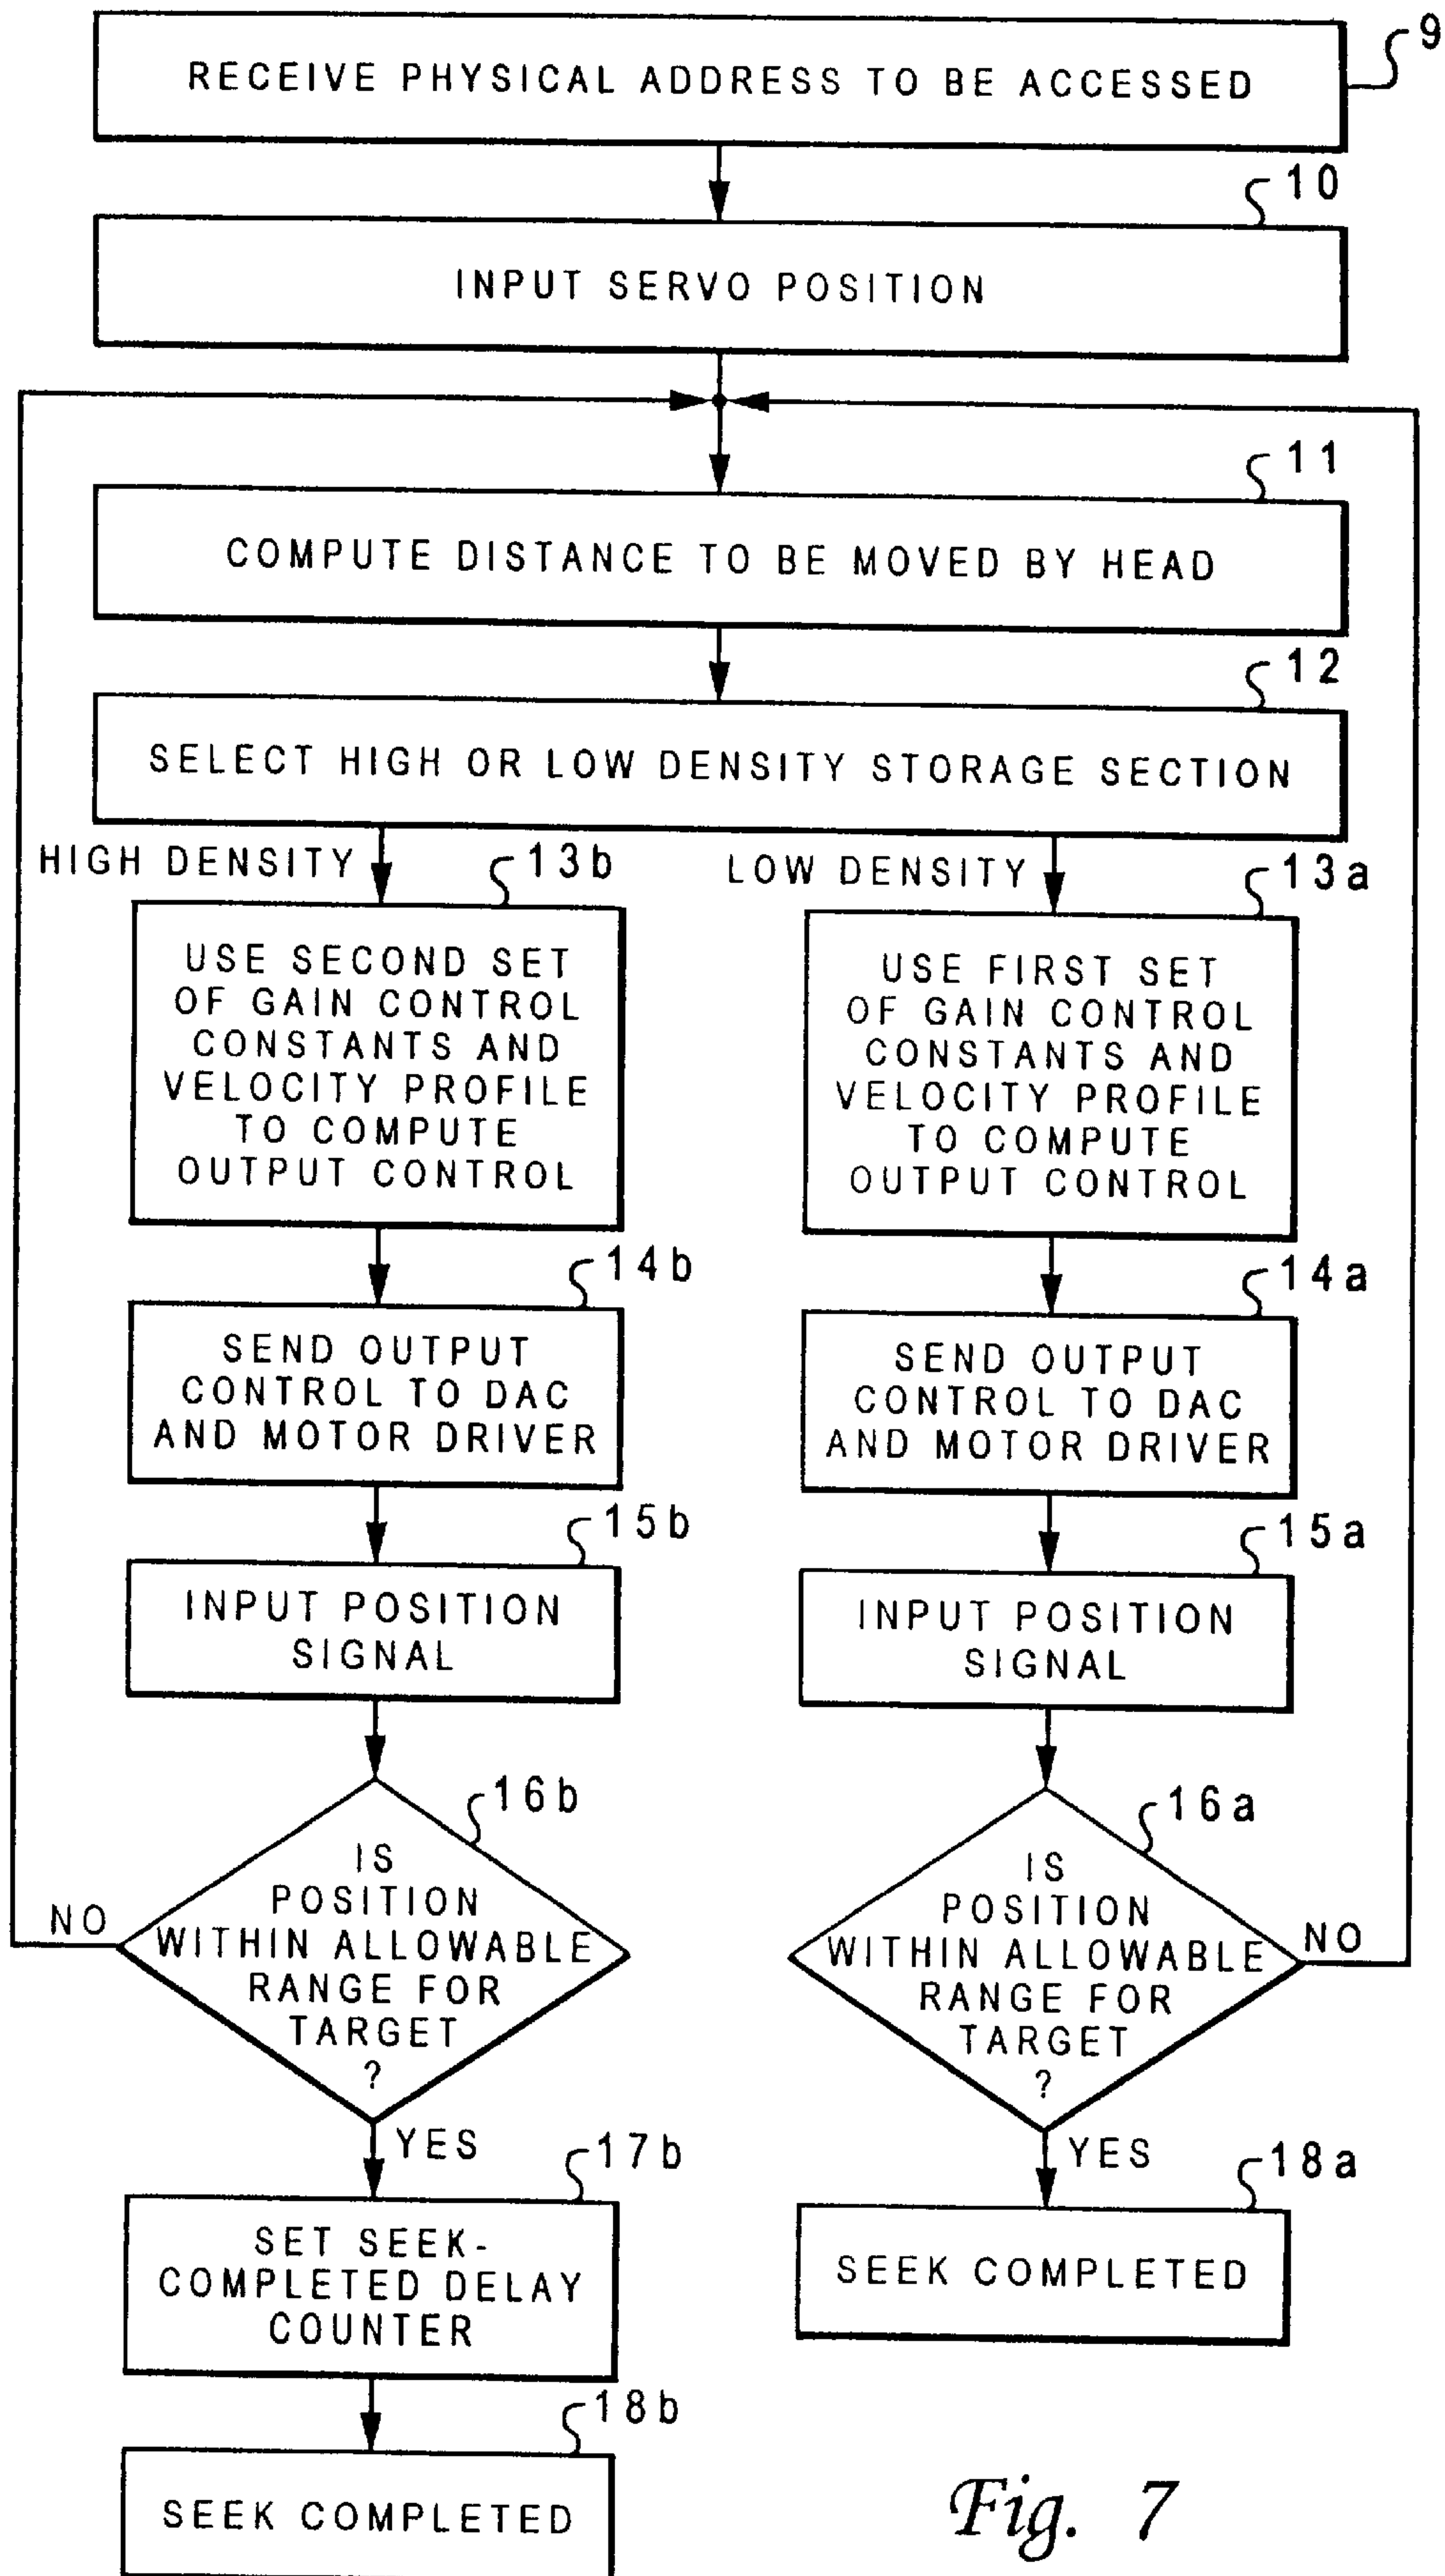 RECEIVE PHYSICAL ADDRESS TO BE ACCESSED
9
10
INPUT SERVO POSITION
11
COMPUTE DISTANCE TO BE MOVED BY HEAD
12
SELECT HIGH OR LOW DENSITY STORAGE SECTION
HIGH DENSITY
13b
USE SECOND SET
OF GAIN CONTROL
CONSTANTS AND
VELOCITY PROFILE
TO COMPUTE
OUTPUT CONTROL
14b
SEND OUTPUT
CONTROL TO DAC
AND MOTOR DRIVER
15b
INPUT POSITION
SIGNAL
16b
IS
POSITION
WITHIN ALLOWABLE
RANGE FOR
TARGET
?
NO
YES
17b
SET SEEK-
COMPLETED DELAY
COUNTER
18b
SEEK COMPLETED
LOW DENSITY
13a
USE FIRST SET
OF GAIN CONTROL
CONSTANTS AND
VELOCITY PROFILE
TO COMPUTE
OUTPUT CONTROL
14a
SEND OUTPUT
CONTROL TO DAC
AND MOTOR DRIVER
15a
INPUT POSITION
SIGNAL
16a
IS
POSITION
WITHIN ALLOWABLE
RANGE FOR
TARGET
?
NO
YES
18a
SEEK COMPLETED
Fig. 7